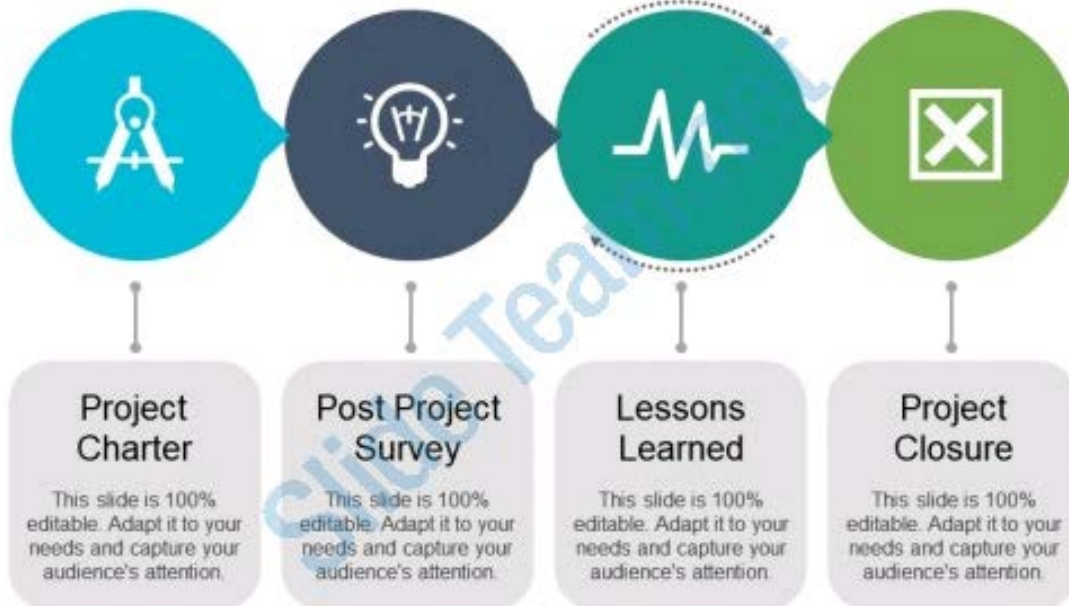 Project
Charter
This slide is 100%
editable. Adapt it to your
needs and capture your
audience's attention.
Post Project
Survey
This slide is 100%
editable. Adapt it to your
needs and capture your
audience's attention.
Lessons
Learned
This slide is 100%
editable. Adapt it to your
needs and capture your
audience's attention.
Project
Closure
This slide is 100%
editable. Adapt it to your
needs and capture your
audience's attention.
Slide Team.net